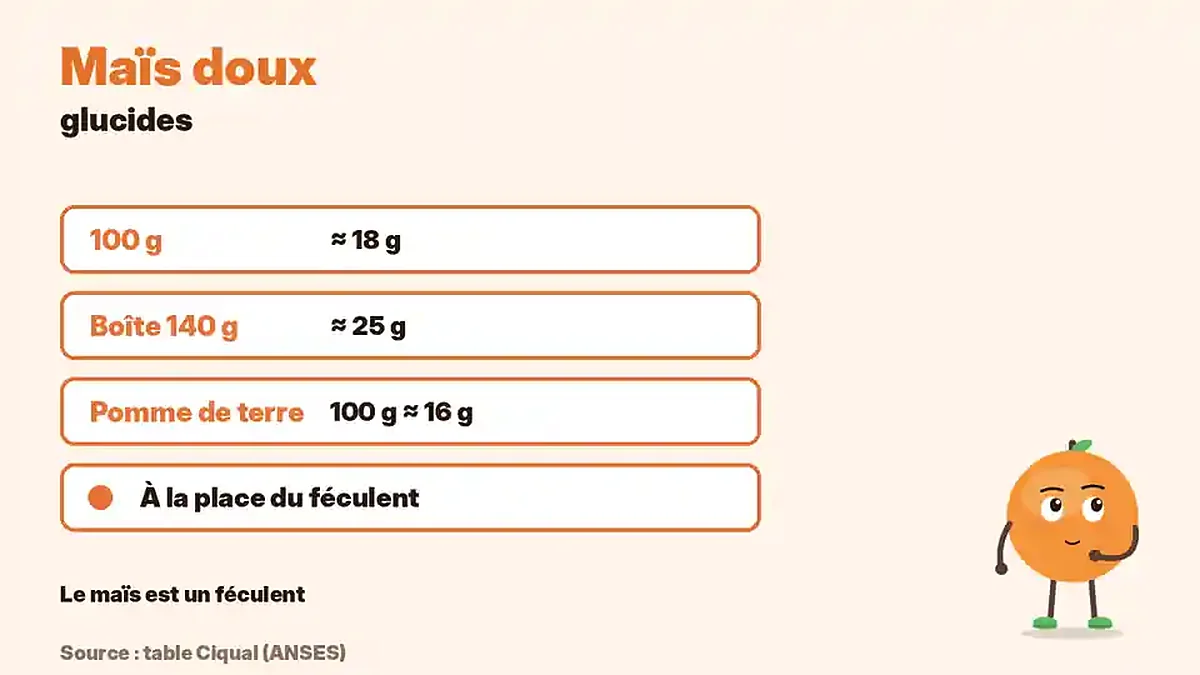 Maïs doux
glucides
100 g ≈ 18 g
Boîte 140 g ≈ 25 g
Pomme de terre 100 g ≈ 16 g
À la place du féculent
Le maïs est un féculent
Source : table Ciqual (ANSES)